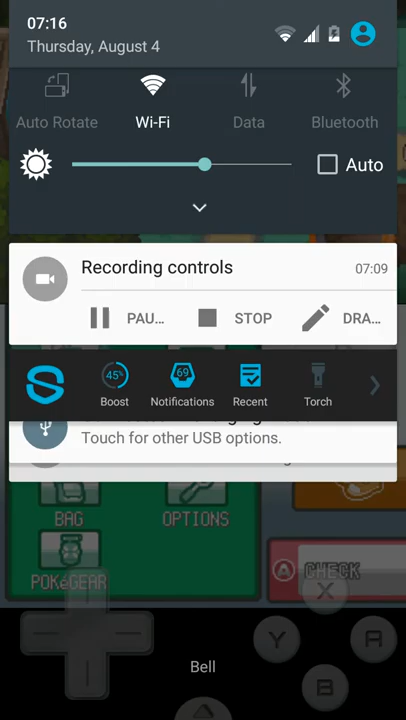 07:16
Thursday, August 4
Auto Rotate
Wi-Fi
Data
Bluetooth
Auto
Recording controls
07:09
PAU...
STOP
DRA...
45%
69
Boost
Notifications
Recent
Torch
Touch for other USB options.
BAG
OPTIONS
POKéGEAR
A CHECK
X
Y
A
B
Bell